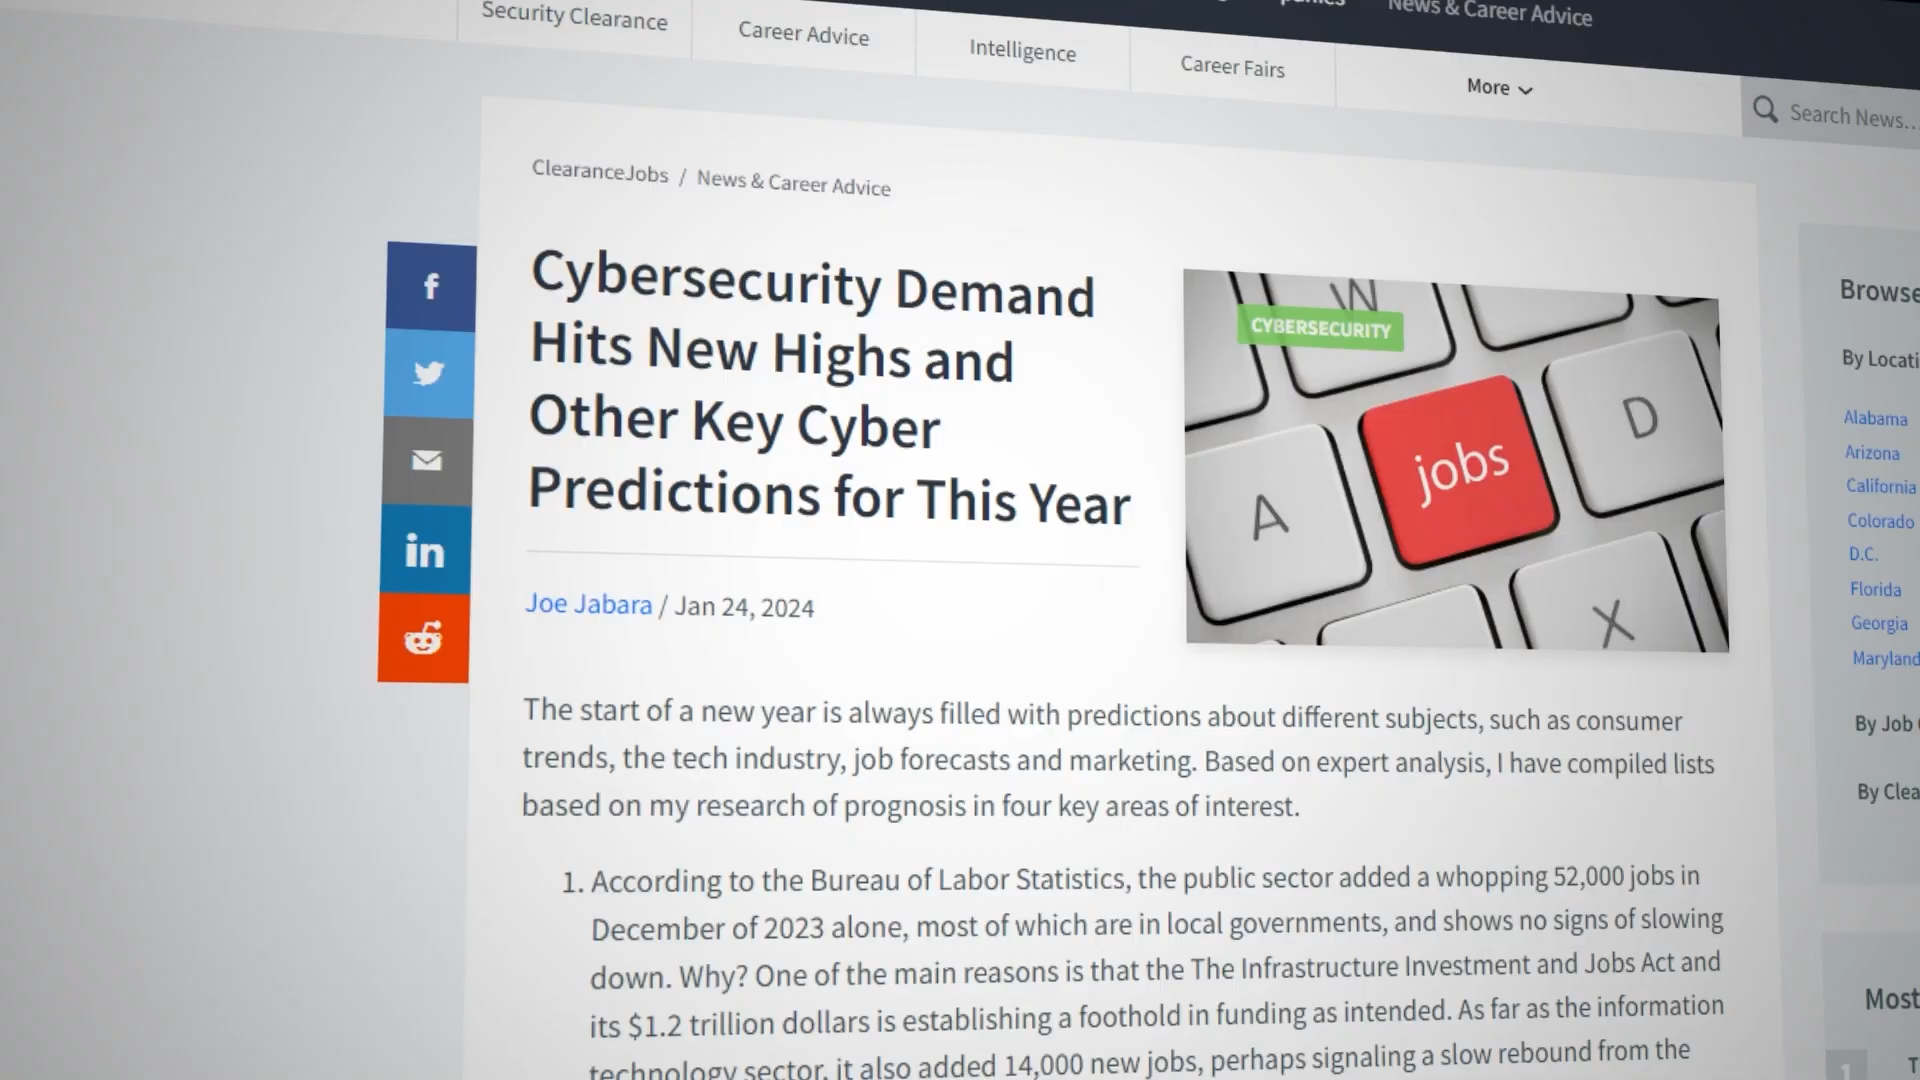 News & Career Advice
Security Clearance
Career Advice
Intelligence
Career Fairs
More
Search News...
ClearanceJobs / News & Career Advice
Cybersecurity Demand
Hits New Highs and
Other Key Cyber
Predictions for This Year
Joe Jabara / Jan 24, 2024
CYBERSECURITY
W
A
jobs
D
X
f
in
The start of a new year is always filled with predictions about different subjects, such as consumer
trends, the tech industry, job forecasts and marketing. Based on expert analysis, I have compiled lists
based on my research of prognosis in four key areas of interest.
1. According to the Bureau of Labor Statistics, the public sector added a whopping 52,000 jobs in
December of 2023 alone, most of which are in local governments, and shows no signs of slowing
down. Why? One of the main reasons is that the The Infrastructure Investment and Jobs Act and
its $1.2 trillion dollars is establishing a foothold in funding as intended. As far as the information
technology sector, it also added 14,000 new jobs, perhaps signaling a slow rebound from the
Browse
By Locati
Alabama
Arizona
California
Colorado
D.C.
Florida
Georgia
Maryland
By Job
By Clea
Most
1